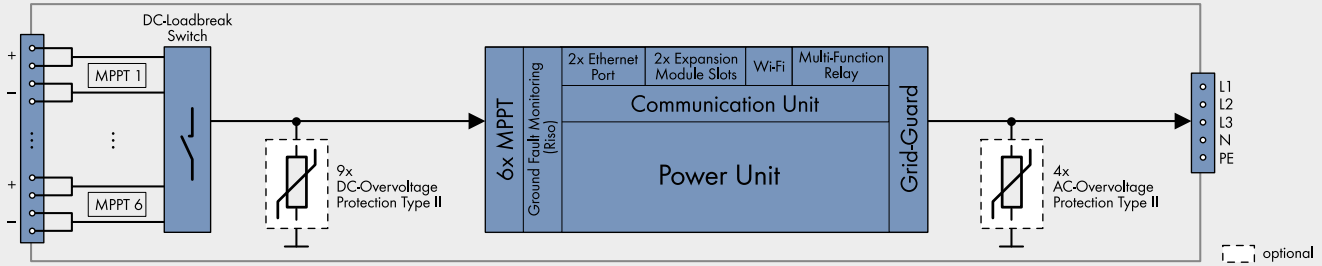 DC-Loadbreak
Switch
+
MPPT 1
–
...
...
+
MPPT 6
–
9x
DC-Overvoltage
Protection Type II
6x MPPT
Ground Fault Monitoring
(Riso)
2x Ethernet
Port
2x Expansion
Module Slots
Wi-Fi
Multi-Function
Relay
Communication Unit
Power Unit
Grid-Guard
4x
AC-Overvoltage
Protection Type II
L1
L2
L3
N
PE
optional